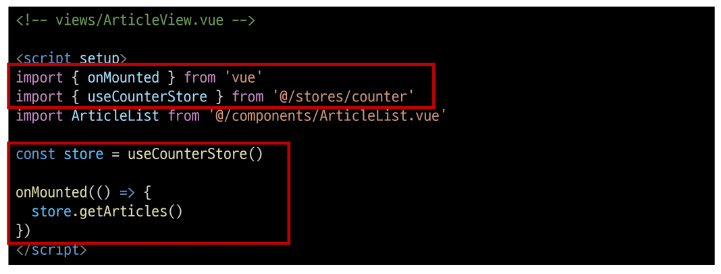 <!-- views/ArticleView.vue -->
<script setup>
import { onMounted } from 'vue'
import { useCounterStore } from '@/stores/counter'
import ArticleList from '@/components/ArticleList.vue'
const store = useCounterStore()
onMounted(() => {
store.getArticles()
})
</script>